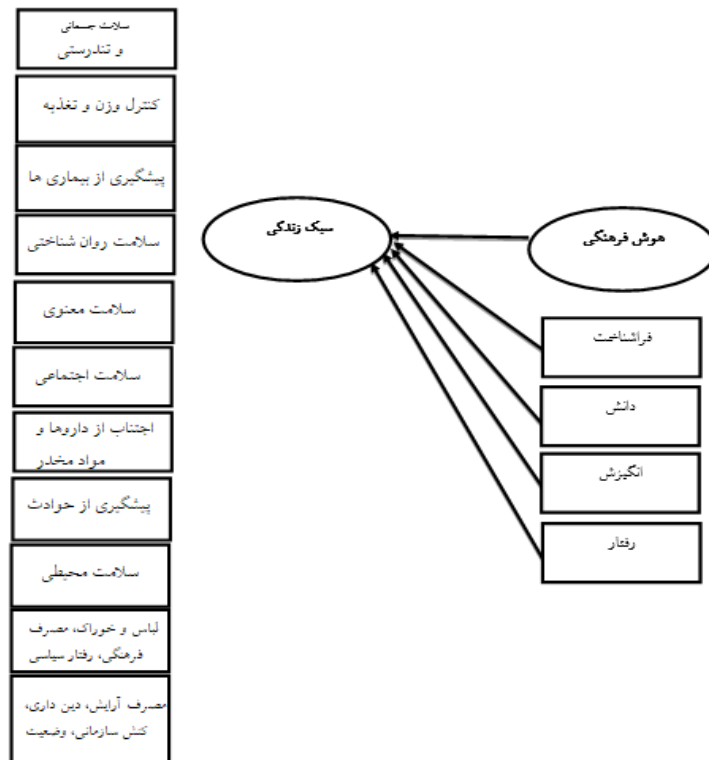 سلامت جسمانی
و تندرستی
کنترل وزن و تغذیه
پیشگیری از بیماری ها
سلامت روان شناختی
سلامت معنوی
سلامت اجتماعی
اجتناب از داروها و
مواد مخدر
پیشگیری از حوادث
سلامت محیطی
لباس و خوراک، مصرف
فرهنگی، رفتار سیاسی
مصرف آرایش، دین داری،
کنش سازمانی، وضعیت
سبک زندگی
هوش فرهنگی
فراشناخت
دانش
انگیزش
رفتار